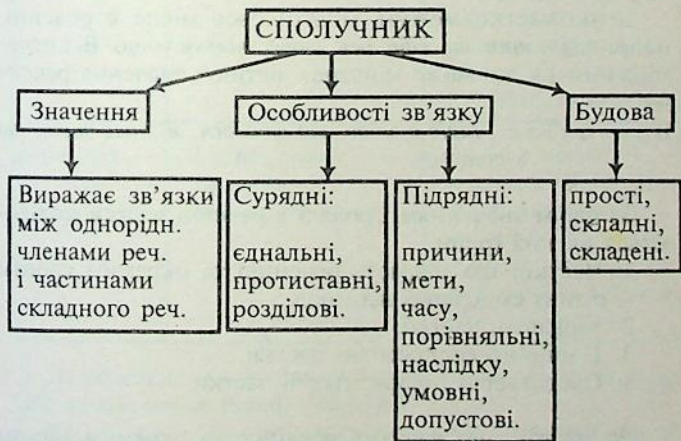 СПОЛУЧНИК
Значення
Особливості зв'язку
Будова
Виражає зв'язки
між однорідн.
членами реч.
і частинами
складного реч.
Сурядні:
єднальні,
протиставні,
розділові.
Підрядні:
причини,
мети,
часу,
порівняльні,
наслідку,
умовні,
допустові.
прості,
складні,
складені.